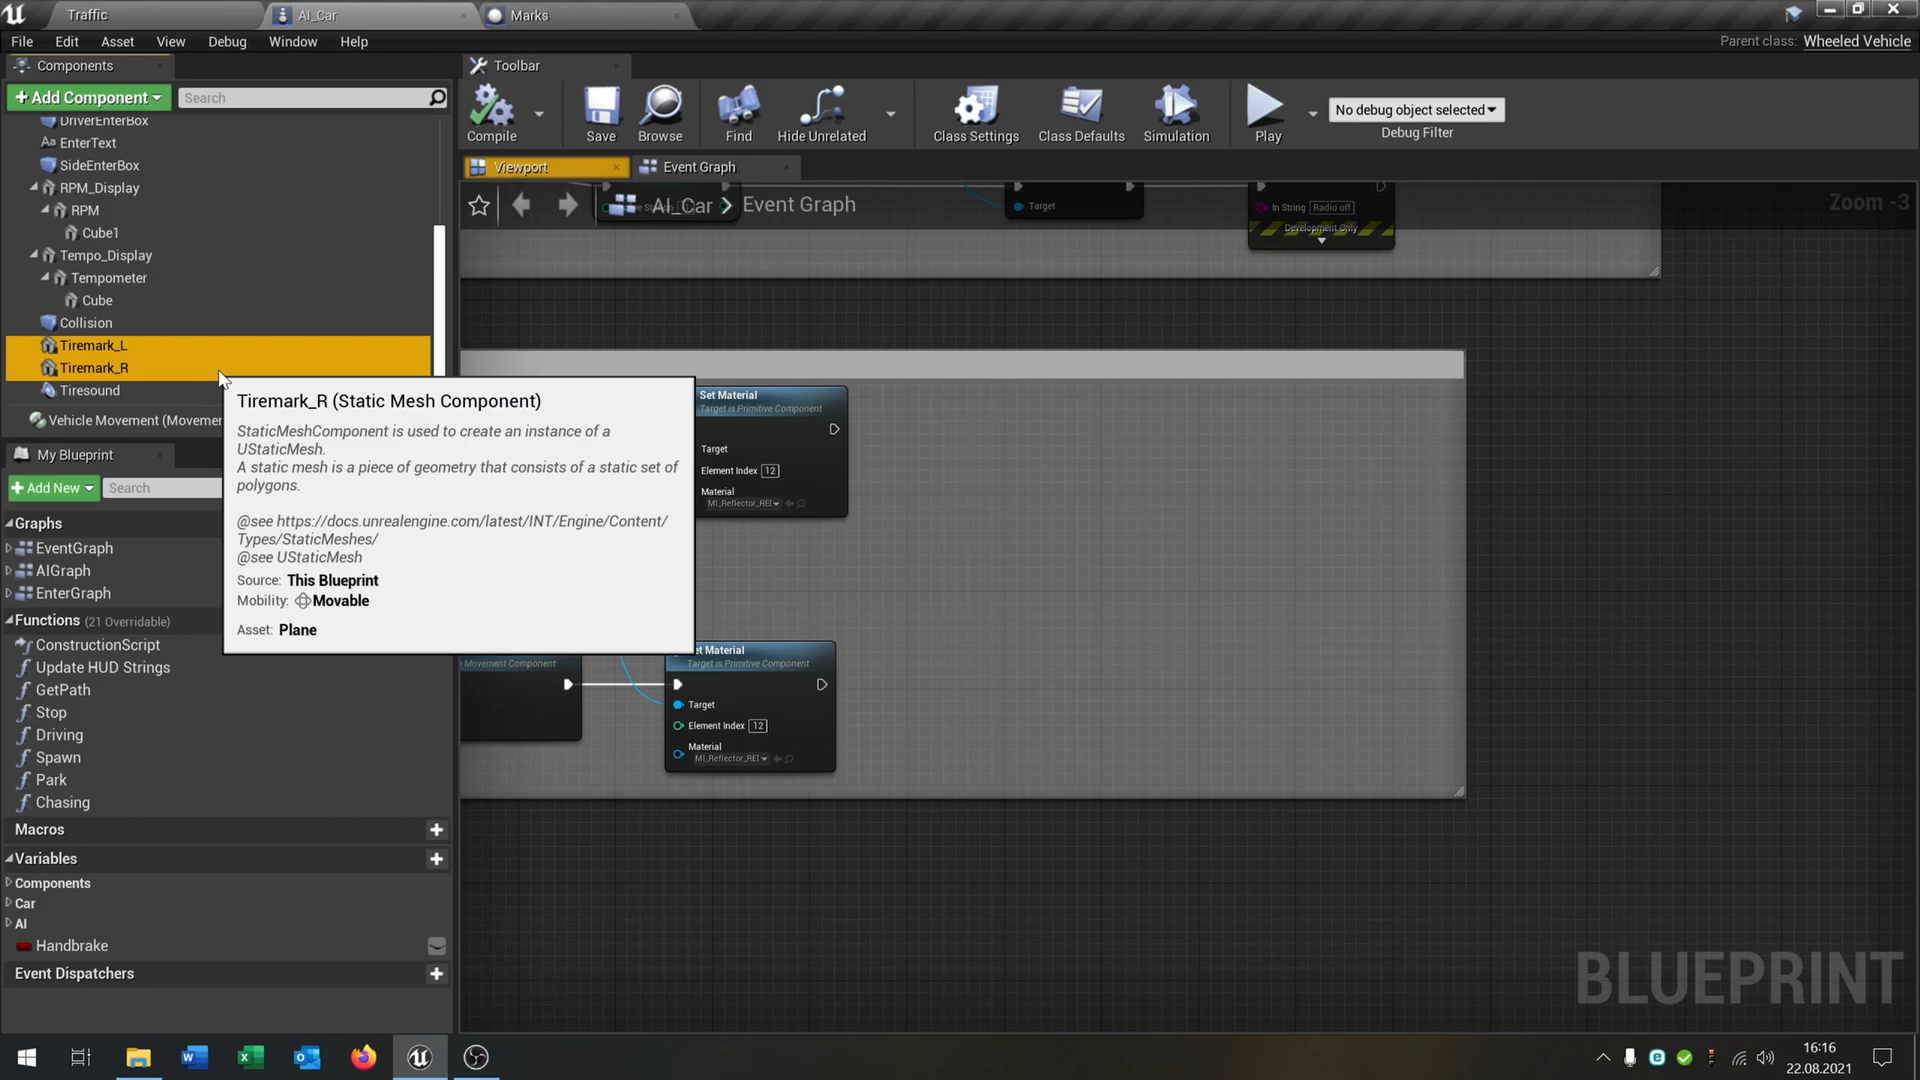 Traffic
AI_Car
Marks
File Edit Asset View Debug Window Help
Parent class: Wheeled Vehicle
Components
Toolbar
+ Add Component
Search
DriverEnterBox
Aa EnterText
SideEnterBox
RPM_Display
RPM
Cube1
Tempo_Display
Tempometer
Cube
Collision
Tiremark_L
Tiremark_R
Tiresound
Vehicle Movement (Movemer
Compile
Save
Browse
Find
Hide Unrelated
Class Settings
Class Defaults
Simulation
Play
No debug object selected
Debug Filter
Viewport
Event Graph
AI_Car > Event Graph
Zoom -3
Target
In String Radio off
Development Only
Tiremark_R (Static Mesh Component)
StaticMeshComponent is used to create an instance of a
UStaticMesh.
A static mesh is a piece of geometry that consists of a static set of
polygons.
@see https://docs.unrealengine.com/latest/INT/Engine/Content/
Types/StaticMeshes/
@see UStaticMesh
Source: This Blueprint
Mobility: Movable
Asset: Plane
Set Material
Target is Primitive Component
Target
Element Index 12
Material
MI_Reflector_REI
Movement Component
et Material
Target is Primitive Component
Target
Element Index 12
Material
MI_Reflector_REI
My Blueprint
+ Add New
Search
Graphs
EventGraph
AIGraph
EnterGraph
Functions (21 Overridable)
ConstructionScript
Update HUD Strings
GetPath
Stop
Driving
Spawn
Park
Chasing
Macros
Variables
Components
Car
AI
Handbrake
Event Dispatchers
BLUEPRINT
16:16
22.08.2021